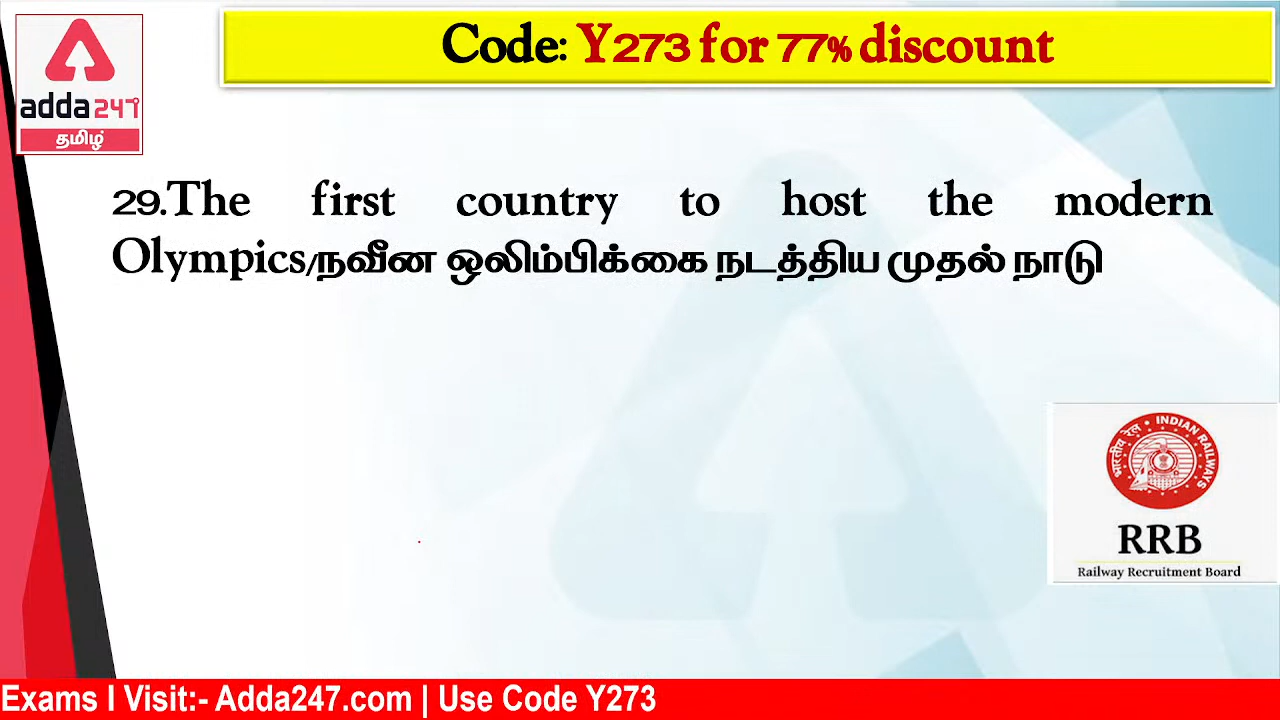 Code: Y273 for 77% discount
adda247
தமிழ்
29.The first country to host the modern
Olympics/நவீன ஒலிம்பிக்கை நடத்திய முதல் நாடு
भारतीय रेल • INDIAN RAILWAYS
RRB
Railway Recruitment Board
Exams I Visit:- Adda247.com | Use Code Y273